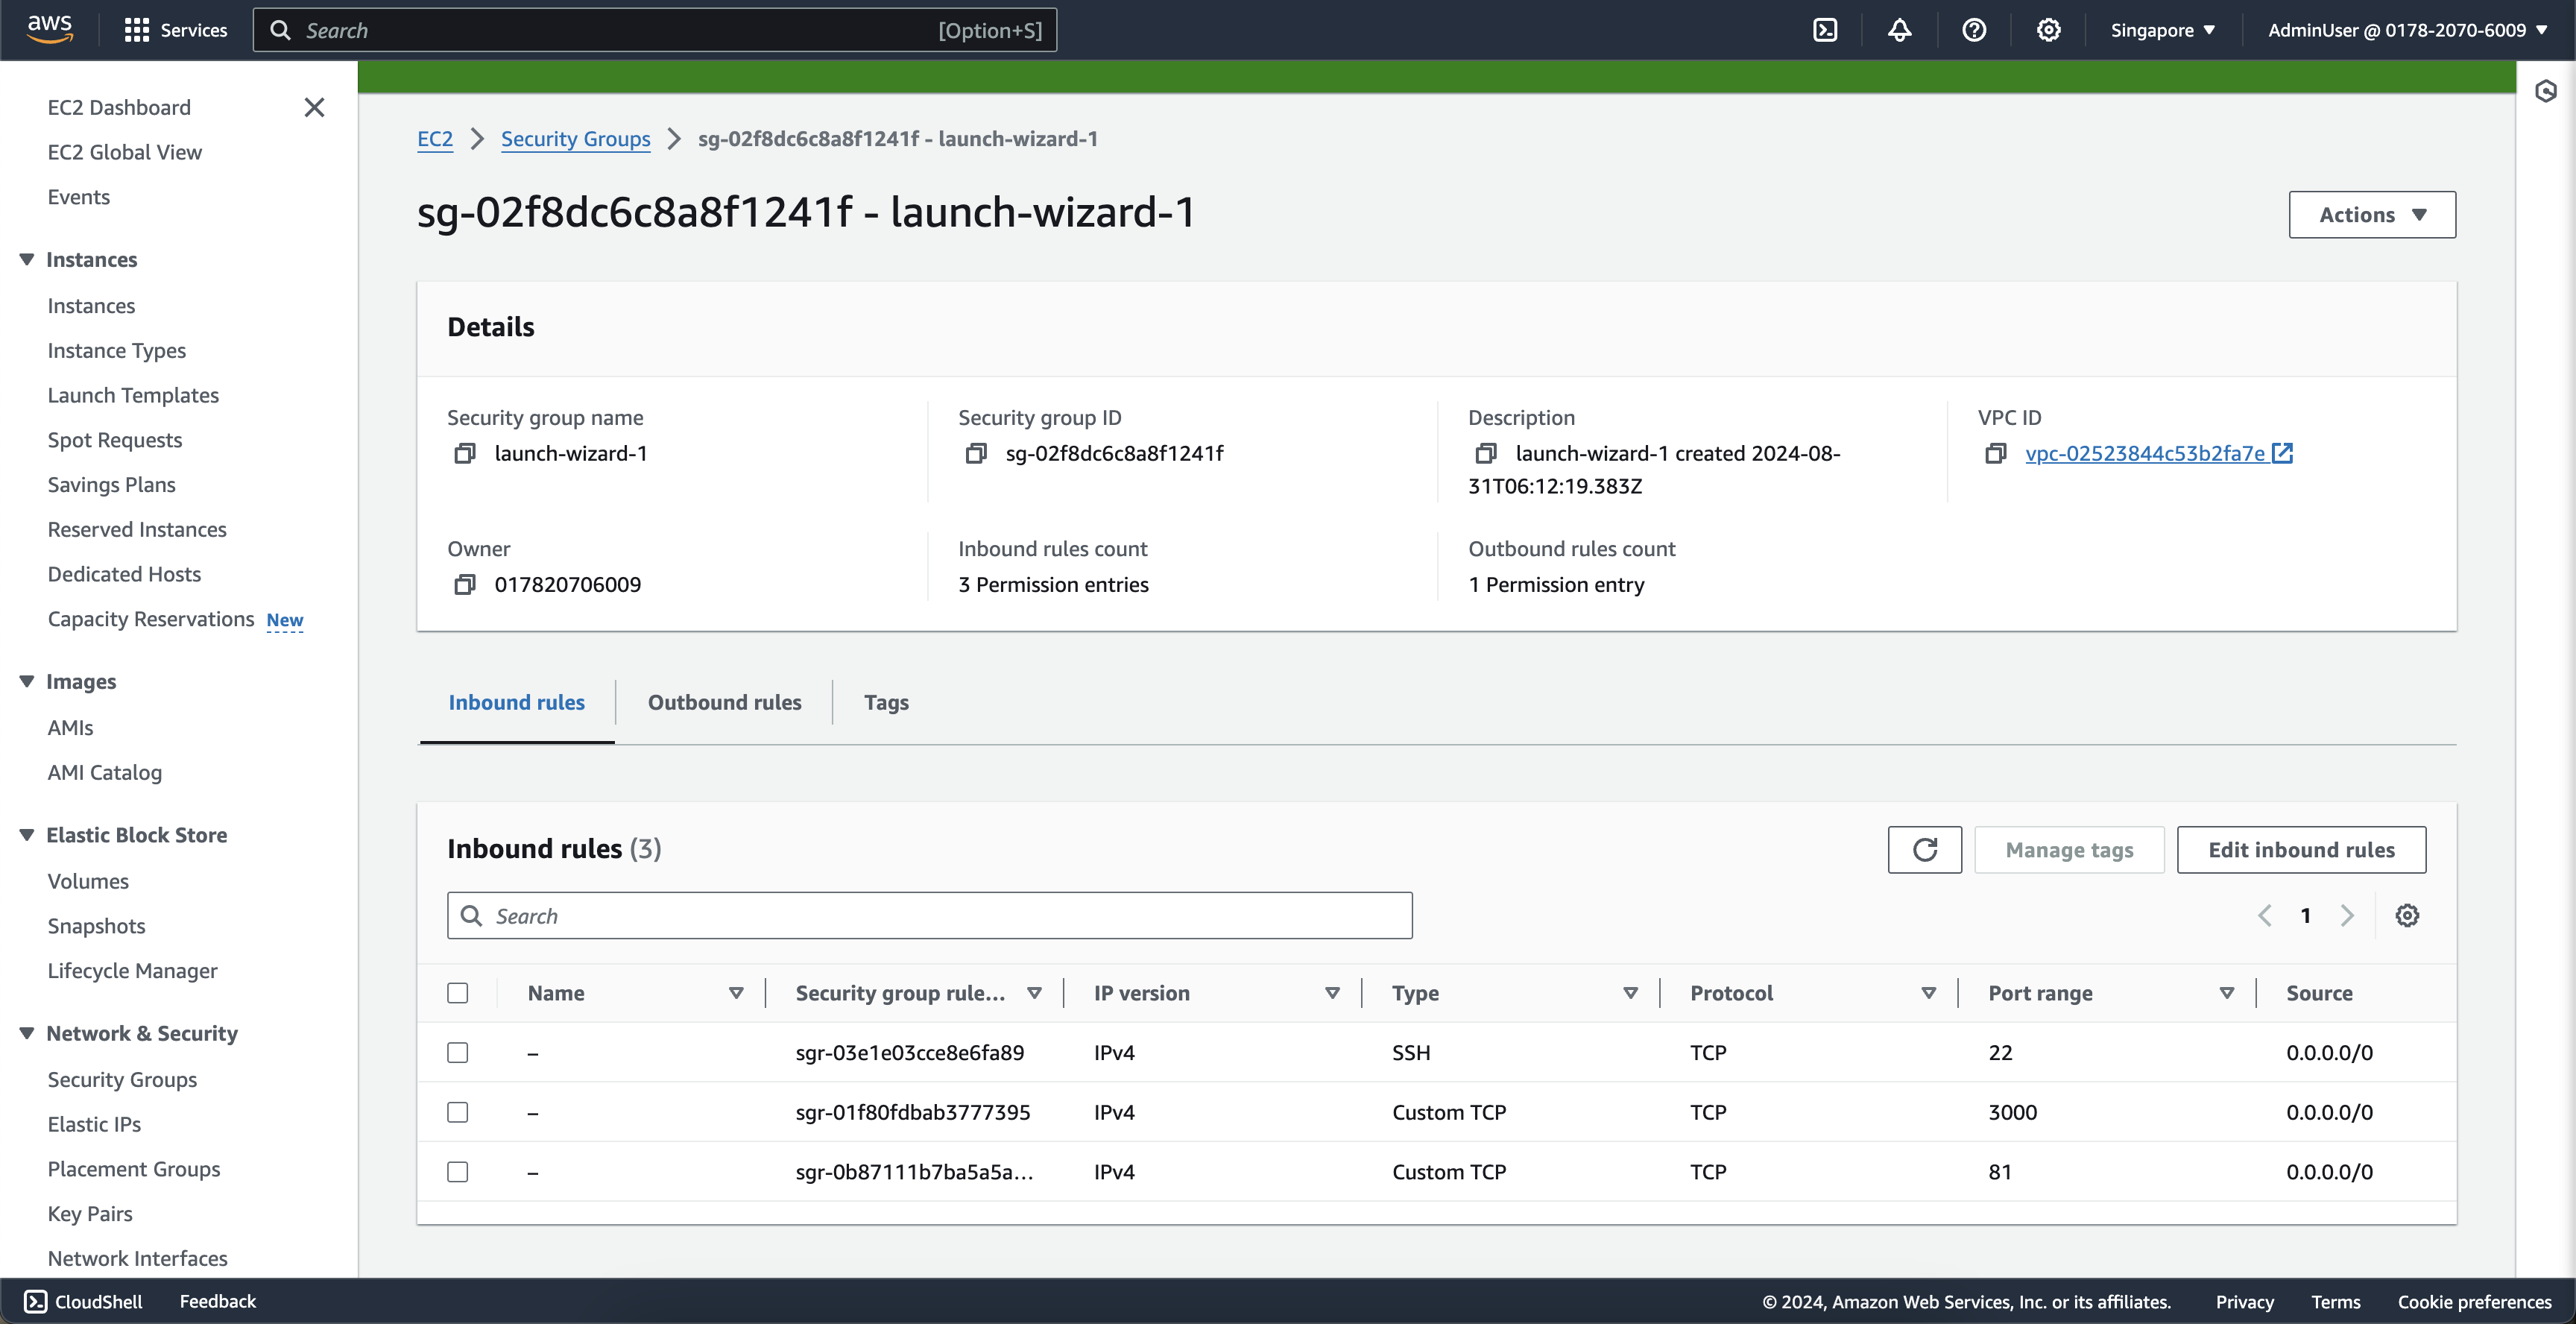 aws Services Search [Option+S] Singapore AdminUser @ 0178-2070-6009
EC2 Dashboard
EC2 Global View
Events
Instances
Instances
Instance Types
Launch Templates
Spot Requests
Savings Plans
Reserved Instances
Dedicated Hosts
Capacity Reservations New
Images
AMIs
AMI Catalog
Elastic Block Store
Volumes
Snapshots
Lifecycle Manager
Network & Security
Security Groups
Elastic IPs
Placement Groups
Key Pairs
Network Interfaces
EC2 Security Groups sg-02f8dc6c8a8f1241f - launch-wizard-1
sg-02f8dc6c8a8f1241f - launch-wizard-1 Actions
Details
Security group name Security group ID Description VPC ID
launch-wizard-1 sg-02f8dc6c8a8f1241f launch-wizard-1 created 2024-08- vpc-02523844c53b2fa7e
31T06:12:19.383Z
Owner Inbound rules count Outbound rules count
017820706009 3 Permission entries 1 Permission entry
Inbound rules Outbound rules Tags
Inbound rules (3) Manage tags Edit inbound rules
Search 1
Name Security group rule... IP version Type Protocol Port range Source
– sgr-03e1e03cce8e6fa89 IPv4 SSH TCP 22 0.0.0.0/0
– sgr-01f80fdbab3777395 IPv4 Custom TCP TCP 3000 0.0.0.0/0
– sgr-0b87111b7ba5a5a... IPv4 Custom TCP TCP 81 0.0.0.0/0
CloudShell Feedback © 2024, Amazon Web Services, Inc. or its affiliates. Privacy Terms Cookie preferences